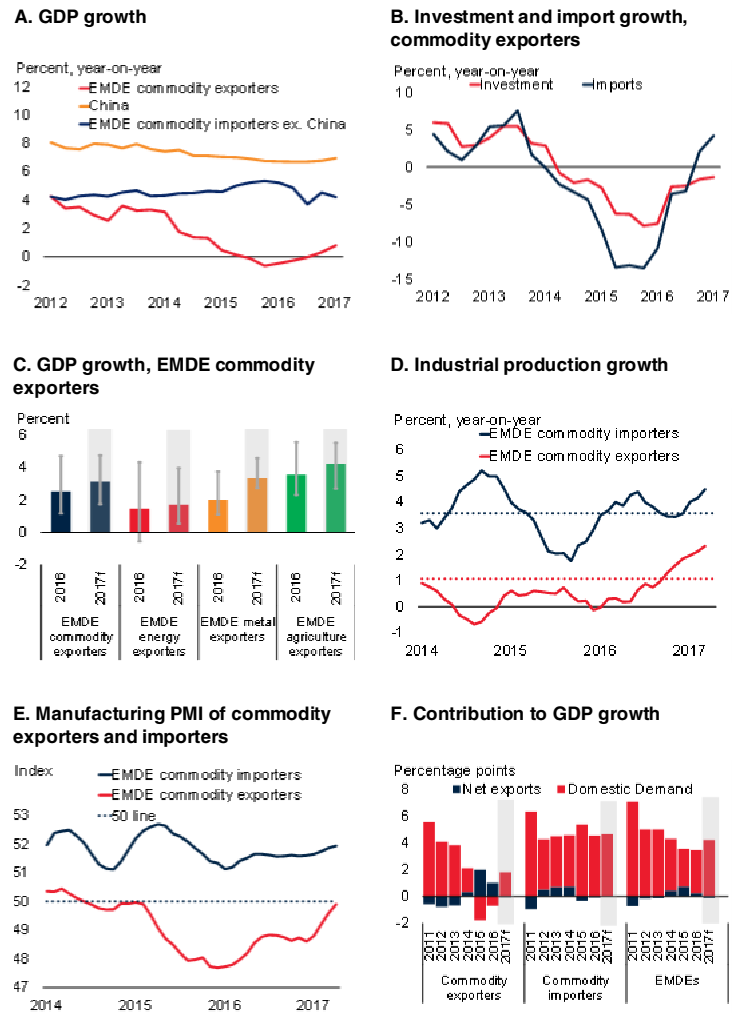 A. GDP growth
Percent, year-on-year
EMDE commodity exporters
China
EMDE commodity importers ex. China
12
10
8
6
4
2
0
-2
2012 2013 2014 2015 2016 2017
B. Investment and import growth,
commodity exporters
Percent, year-on-year
Investment Imports
10
5
0
-5
-10
-15
2012 2013 2014 2015 2016 2017
C. GDP growth, EMDE commodity
exporters
Percent
6
4
2
0
-2
2016 2017f 2016 2017f 2016 2017f 2016 2017f
EMDE commodity exporters
EMDE energy exporters
EMDE metal exporters
EMDE agriculture exporters
D. Industrial production growth
Percent, year-on-year
EMDE commodity importers
EMDE commodity exporters
6
5
4
3
2
1
0
-1
2014 2015 2016 2017
E. Manufacturing PMI of commodity
exporters and importers
Index
EMDE commodity importers
EMDE commodity exporters
50 line
53
52
51
50
49
48
47
2014 2015 2016 2017
F. Contribution to GDP growth
Percentage points
Net exports Domestic Demand
8
6
4
2
0
-2
2011 2012 2013 2014 2015 2016 2017f 2011 2012 2013 2014 2015 2016 2017f 2011 2012 2013 2014 2015 2016 2017f
Commodity exporters
Commodity importers
EMDEs